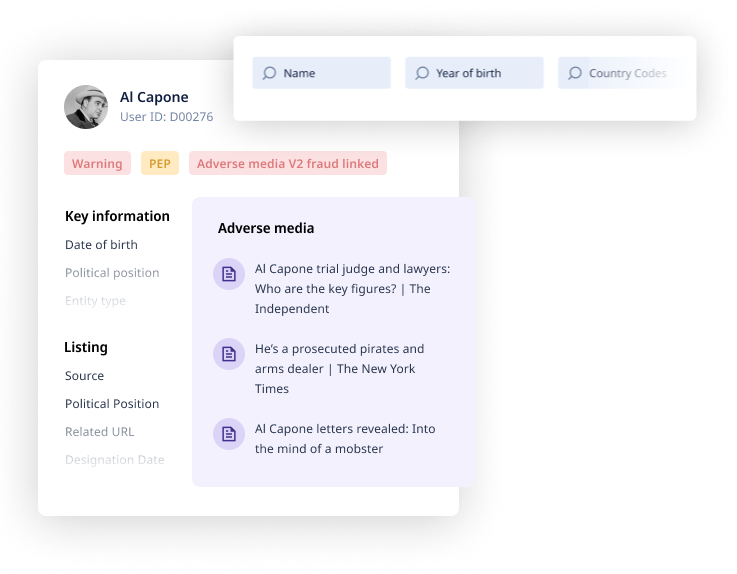 Name
Year of birth
Country Codes
Al Capone
User ID: D00276
Warning
PEP
Adverse media V2 fraud linked
Key information
Date of birth
Political position
Entity type
Listing
Source
Political Position
Related URL
Designation Date
Adverse media
Al Capone trial judge and lawyers:
Who are the key figures? | The
Independent
He’s a prosecuted pirates and
arms dealer | The New York
Times
Al Capone letters revealed: Into
the mind of a mobster